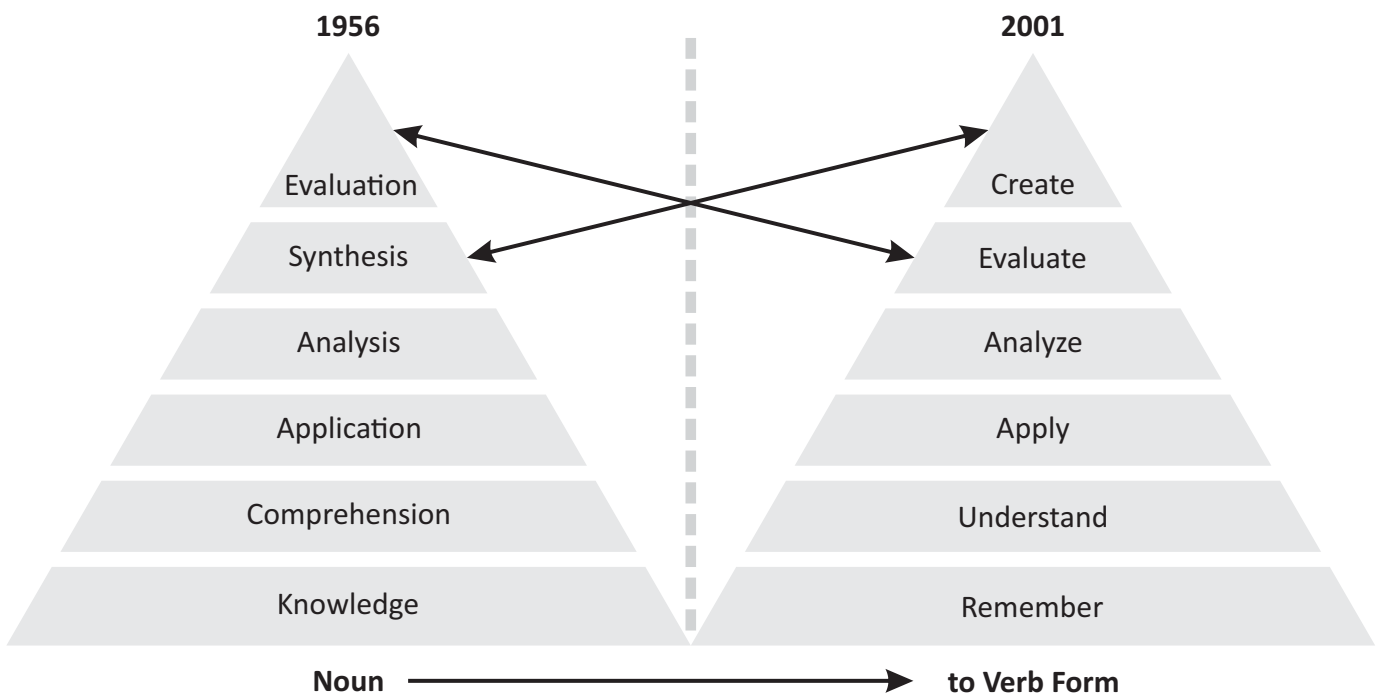 1956
Evaluation
Synthesis
Analysis
Application
Comprehension
Knowledge
2001
Create
Evaluate
Analyze
Apply
Understand
Remember
Noun
to Verb Form